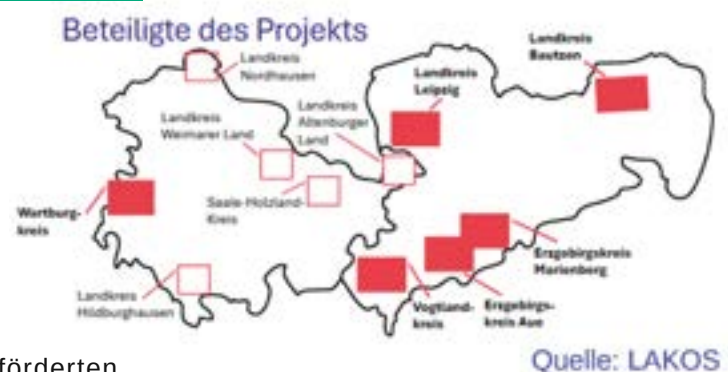 Beteiligte des Projekts
Landkreis
Nordhausen
Landkreis
Bautzen
Landkreis
Leipzig
Landkreis
Weimarer Land
Landkreis
Altenburger
Land
Saale-Holzland-
Kreis
Wartburg-
kreis
Landkreis
Hildburghausen
Erzgebirgskreis
Marienberg
Vogtland-
kreis
Erzgebirgs-
kreis Aue
förderten
Quelle: LAKOS